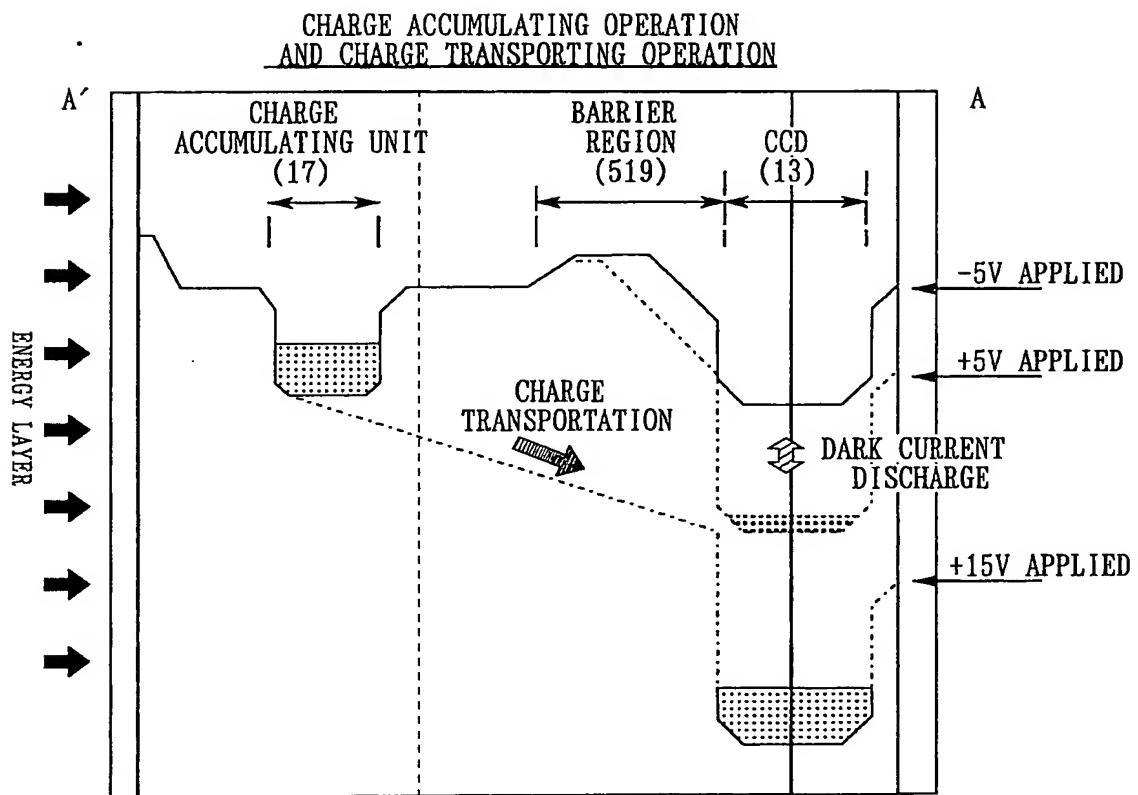 CHARGE ACCUMULATING OPERATION
AND CHARGE TRANSPORTING OPERATION
A′
A
CHARGE
ACCUMULATING UNIT
(17)
BARRIER
REGION
(519)
CCD
(13)
-5V APPLIED
+5V APPLIED
ENERGY LAYER
CHARGE
TRANSPORTATION
DARK CURRENT
DISCHARGE
+15V APPLIED